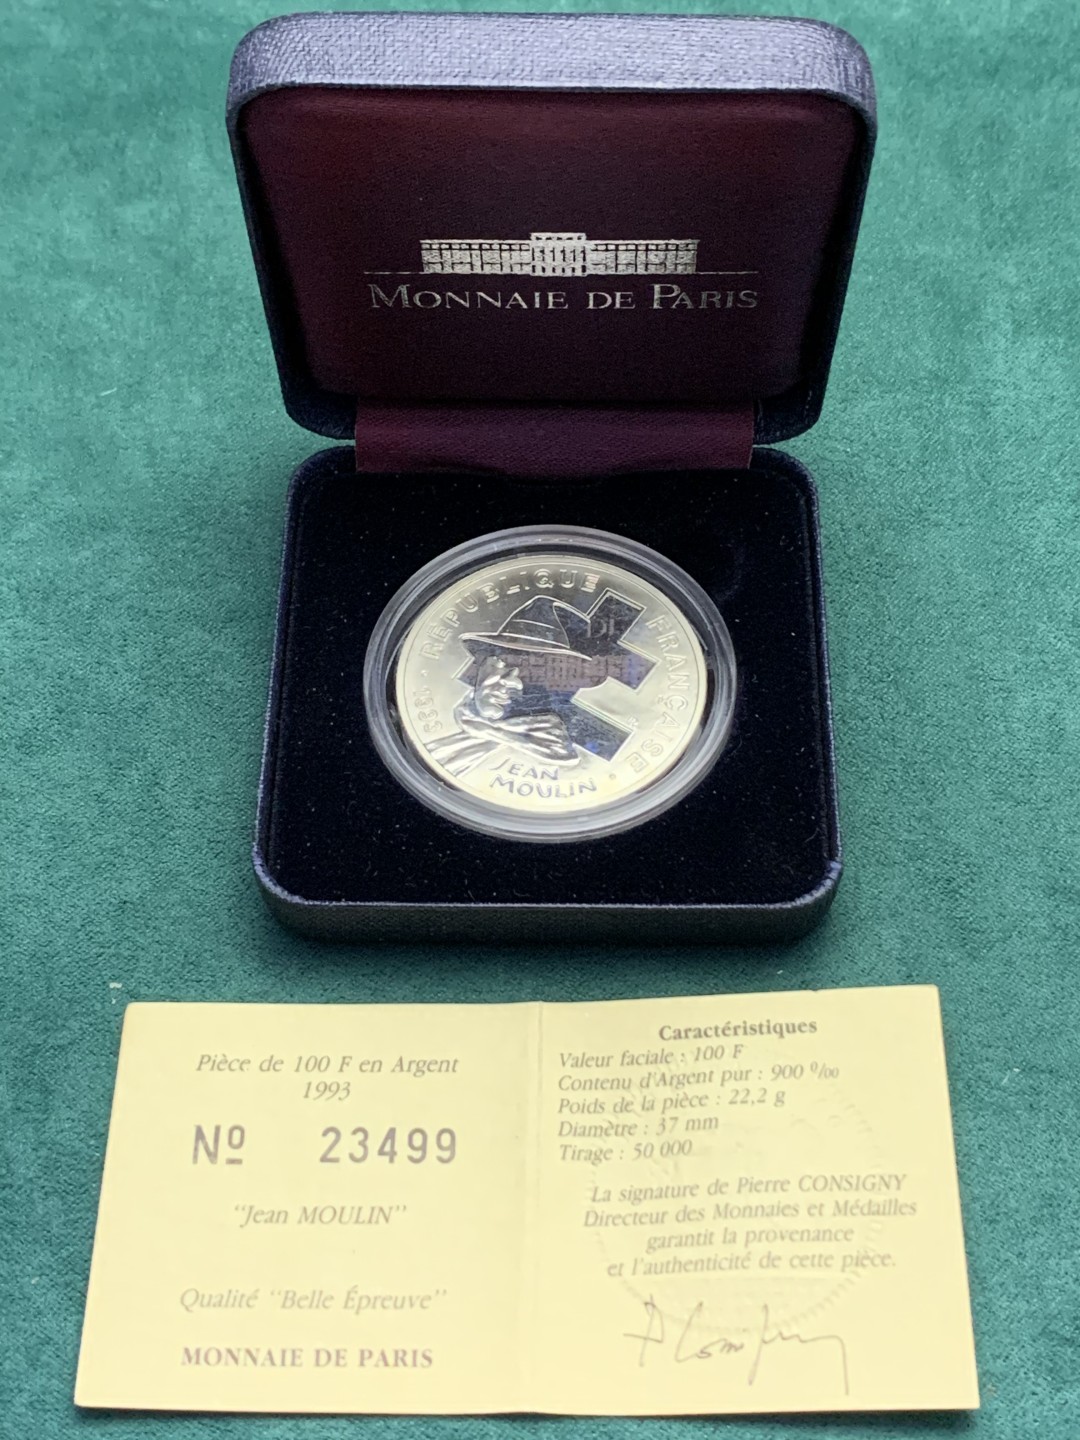 MONNAIE DE PARIS
1993 · RÉPUBLIQUE FRANÇAISE ·
JEAN
MOULIN
Pièce de 100 F en Argent
1993
Nº 23499
"Jean MOULIN"
Qualité "Belle Épreuve"
MONNAIE DE PARIS
Caractéristiques
Valeur faciale : 100 F
Contenu d'Argent pur : 900 ⁰/₀₀
Poids de la pièce : 22,2 g
Diamètre : 37 mm
Tirage : 50 000
La signature de Pierre CONSIGNY
Directeur des Monnaies et Médailles
garantit la provenance
et l'authenticité de cette pièce.